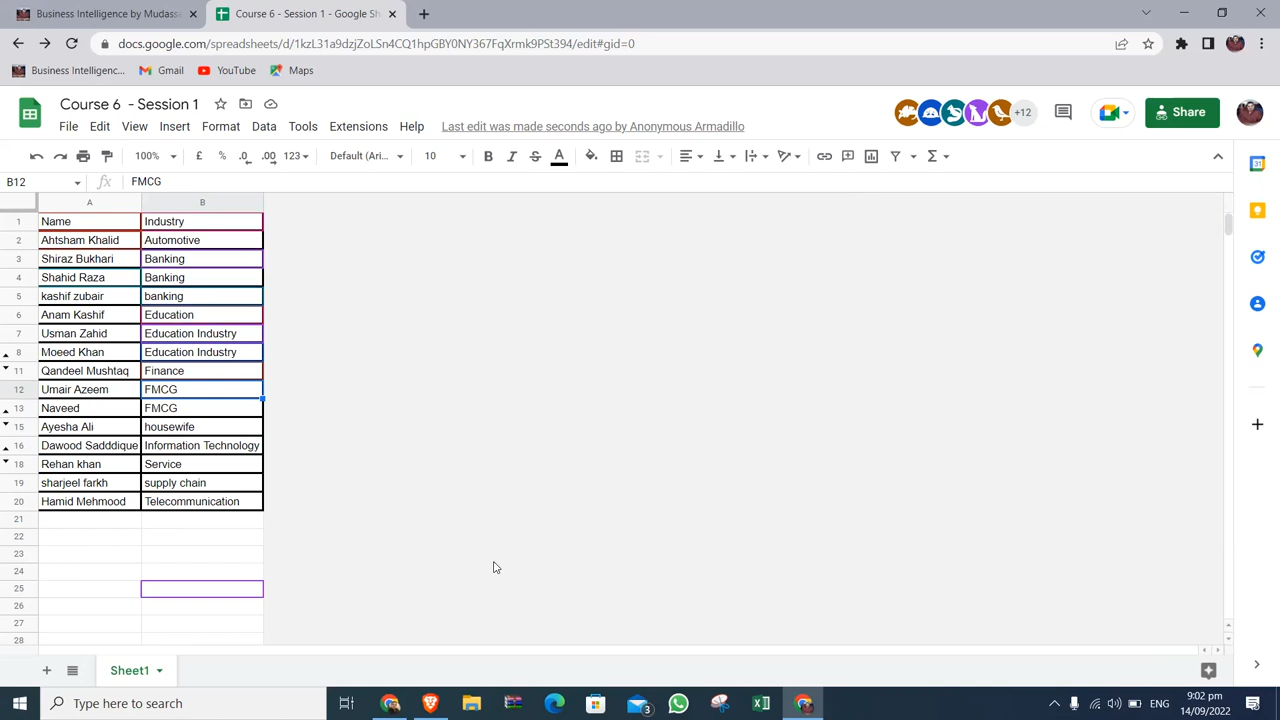 Business Intelligence by Mudass
Course 6 - Session 1 - Google Sh
docs.google.com/spreadsheets/d/1kzL31a9dzjZoLSn4CQ1hpGBY0NY367FqXrmk9PSt394/edit#gid=0
Business Intelligenc... Gmail YouTube Maps
Course 6 - Session 1
+12 Share
File Edit View Insert Format Data Tools Extensions Help Last edit was made seconds ago by Anonymous Armadillo
100% £ % .0 .00 123 Default (Ari... 10 B I S A Σ
B12 fx FMCG
A B
1 Name Industry
2 Ahtsham Khalid Automotive
3 Shiraz Bukhari Banking
4 Shahid Raza Banking
5 kashif zubair banking
6 Anam Kashif Education
7 Usman Zahid Education Industry
8 Moeed Khan Education Industry
11 Qandeel Mushtaq Finance
12 Umair Azeem FMCG
13 Naveed FMCG
15 Ayesha Ali housewife
16 Dawood Sadddique Information Technology
18 Rehan khan Service
19 sharjeel farkh supply chain
20 Hamid Mehmood Telecommunication
21
22
23
24
25
26
27
28
Sheet1
Type here to search
3
ENG
9:02 pm
14/09/2022
31